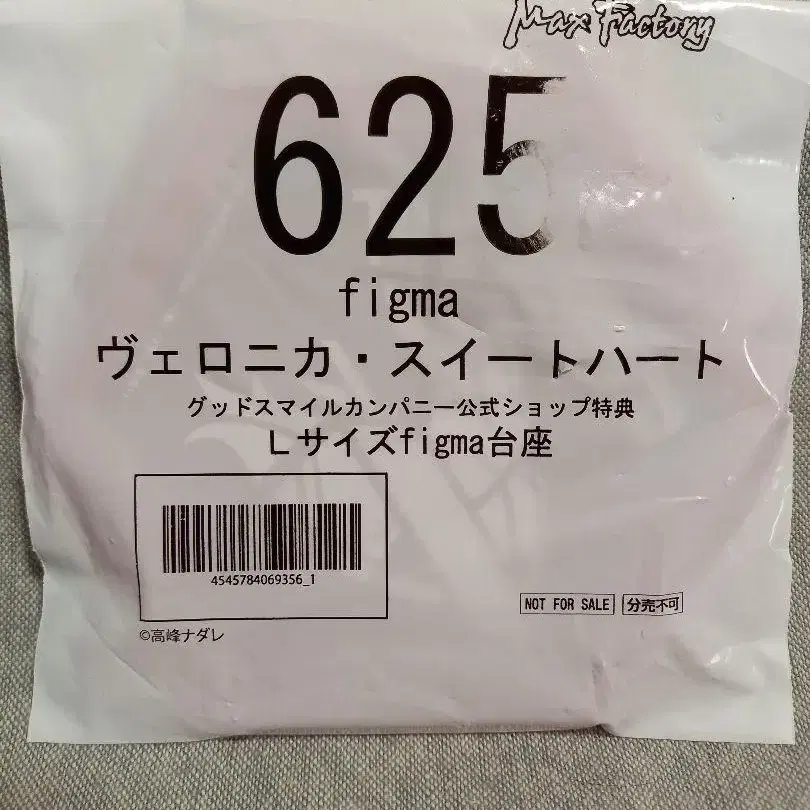 Max Factory
625
figma
ヴェロニカ・スイートハート
グッドスマイルカンパニー公式ショップ特典
Lサイズfigma台座
4545784069356_1
NOT FOR SALE 分売不可
©高峰ナダレ